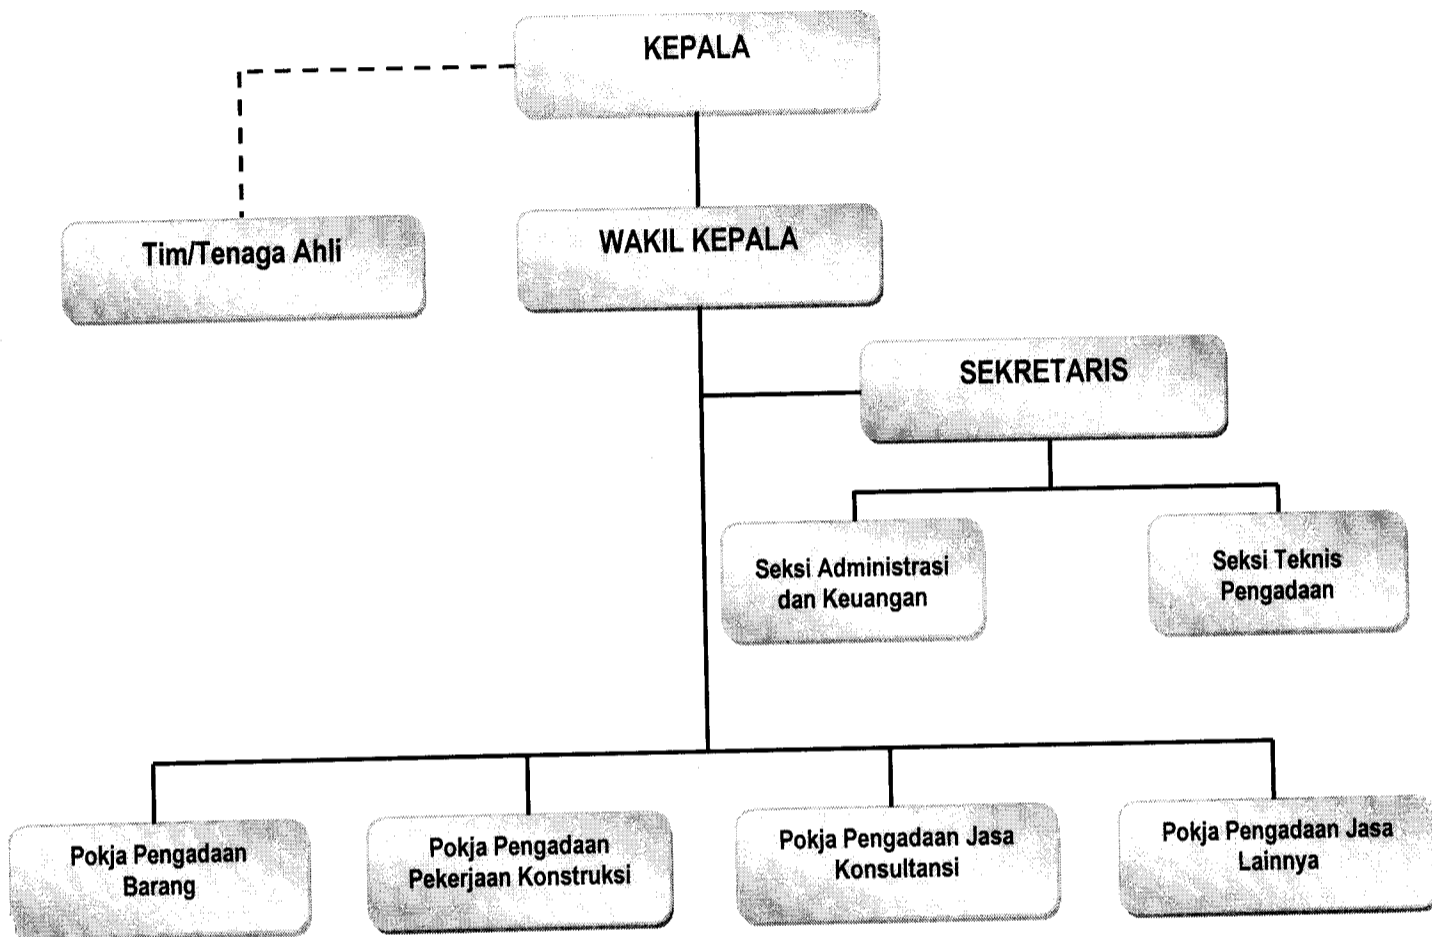 KEPALA
Tim/Tenaga Ahli
WAKIL KEPALA
SEKRETARIS
Seksi Administrasi
dan Keuangan
Seksi Teknis
Pengadaan
Pokja Pengadaan
Barang
Pokja Pengadaan
Pekerjaan Konstruksi
Pokja Pengadaan Jasa
Konsultansi
Pokja Pengadaan Jasa
Lainnya